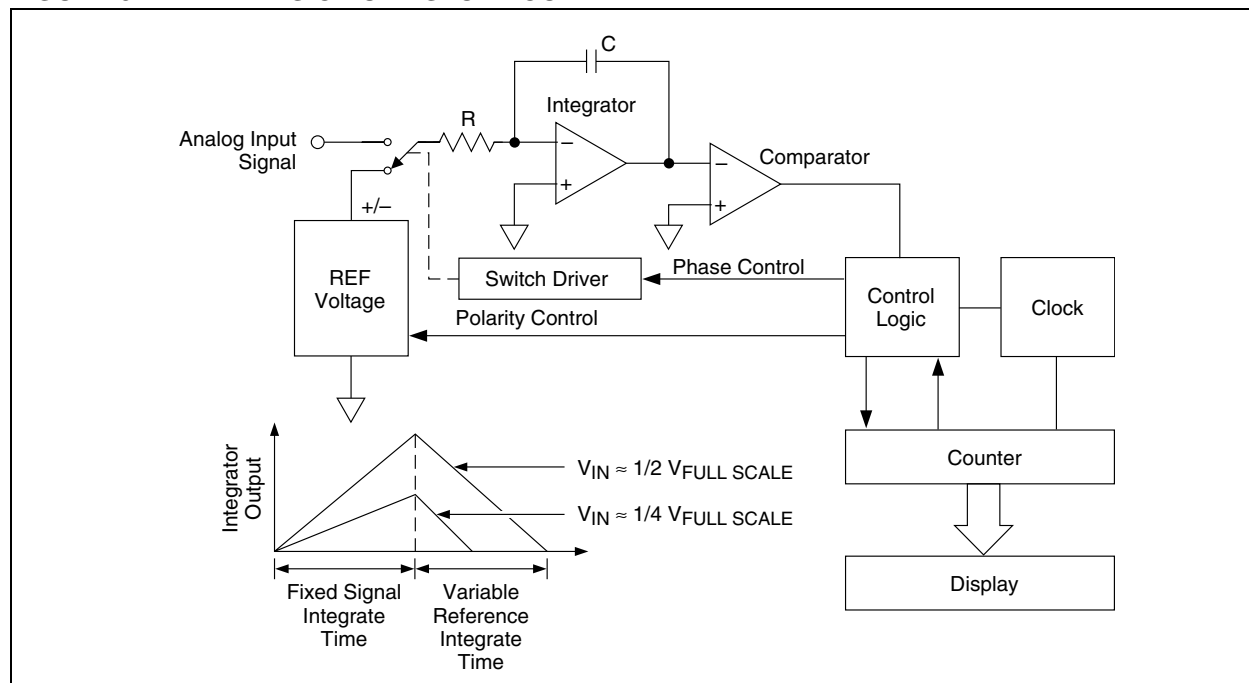 C
Integrator
R
Analog Input
Signal
Comparator
−
+
−
+
+/–
REF
Voltage
Switch Driver
Phase Control
Polarity Control
Control
Logic
Clock
Counter
Display
Integrator
Output
VIN ≈ 1/2 VFULL SCALE
VIN ≈ 1/4 VFULL SCALE
Fixed Signal
Integrate
Time
Variable
Reference
Integrate
Time